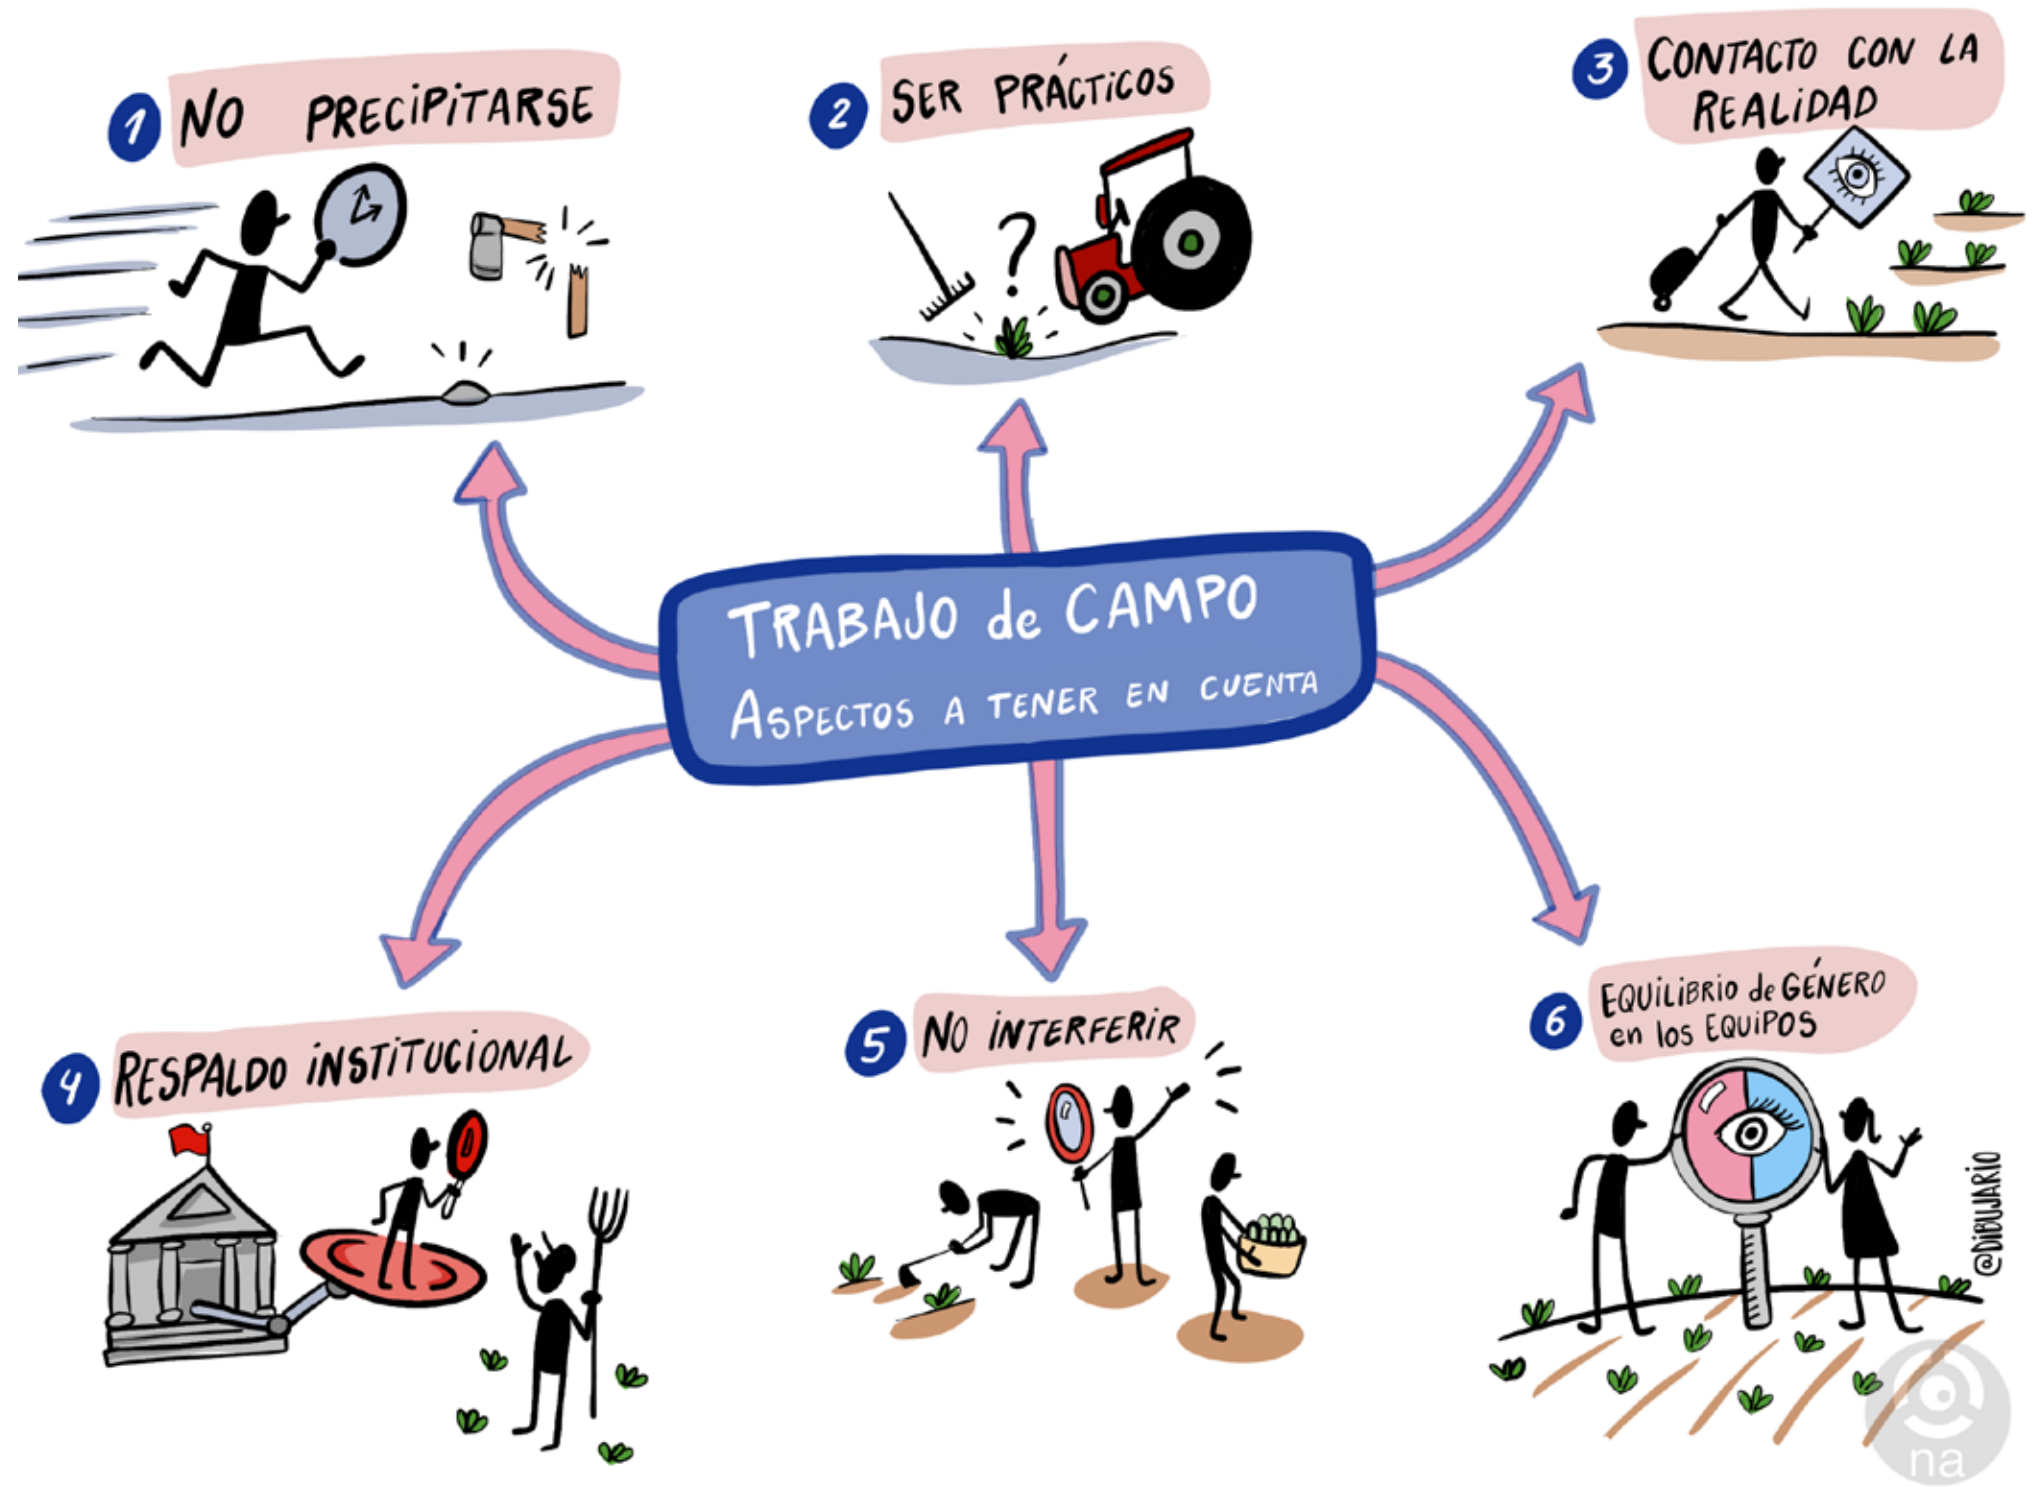 1 NO PRECIPITARSE
2 SER PRÁCTICOS
3 CONTACTO CON LA
REALIDAD
TRABAJO de CAMPO
ASPECTOS A TENER EN CUENTA
4 RESPALDO INSTITUCIONAL
5 NO INTERFERIR
6 EQUILIBRIO de GÉNERO
en los EQUIPOS
@DIBUJARIO
na